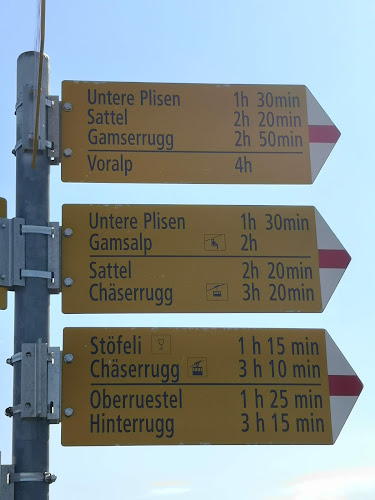 Untere Plisen 1h 30min
Sattel 2h 20min
Gamserrugg 2h 50min
Voralp 4h
Untere Plisen 1h 30min
Gamsalp 2h
Sattel 2h 20min
Chäserrugg 3h 20min
Stöfeli 1 h 15 min
Chäserrugg 3 h 10 min
Oberruestel 1 h 25 min
Hinterrugg 3 h 15 min